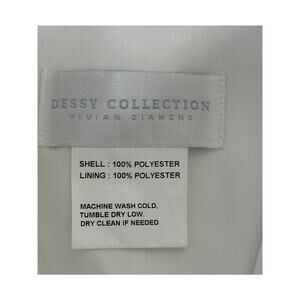 DESSY COLLECTION
VIVIAN DIAMOND
SHELL : 100% POLYESTER
LINING : 100% POLYESTER
MACHINE WASH COLD,
TUMBLE DRY LOW.
DRY CLEAN IF NEEDED